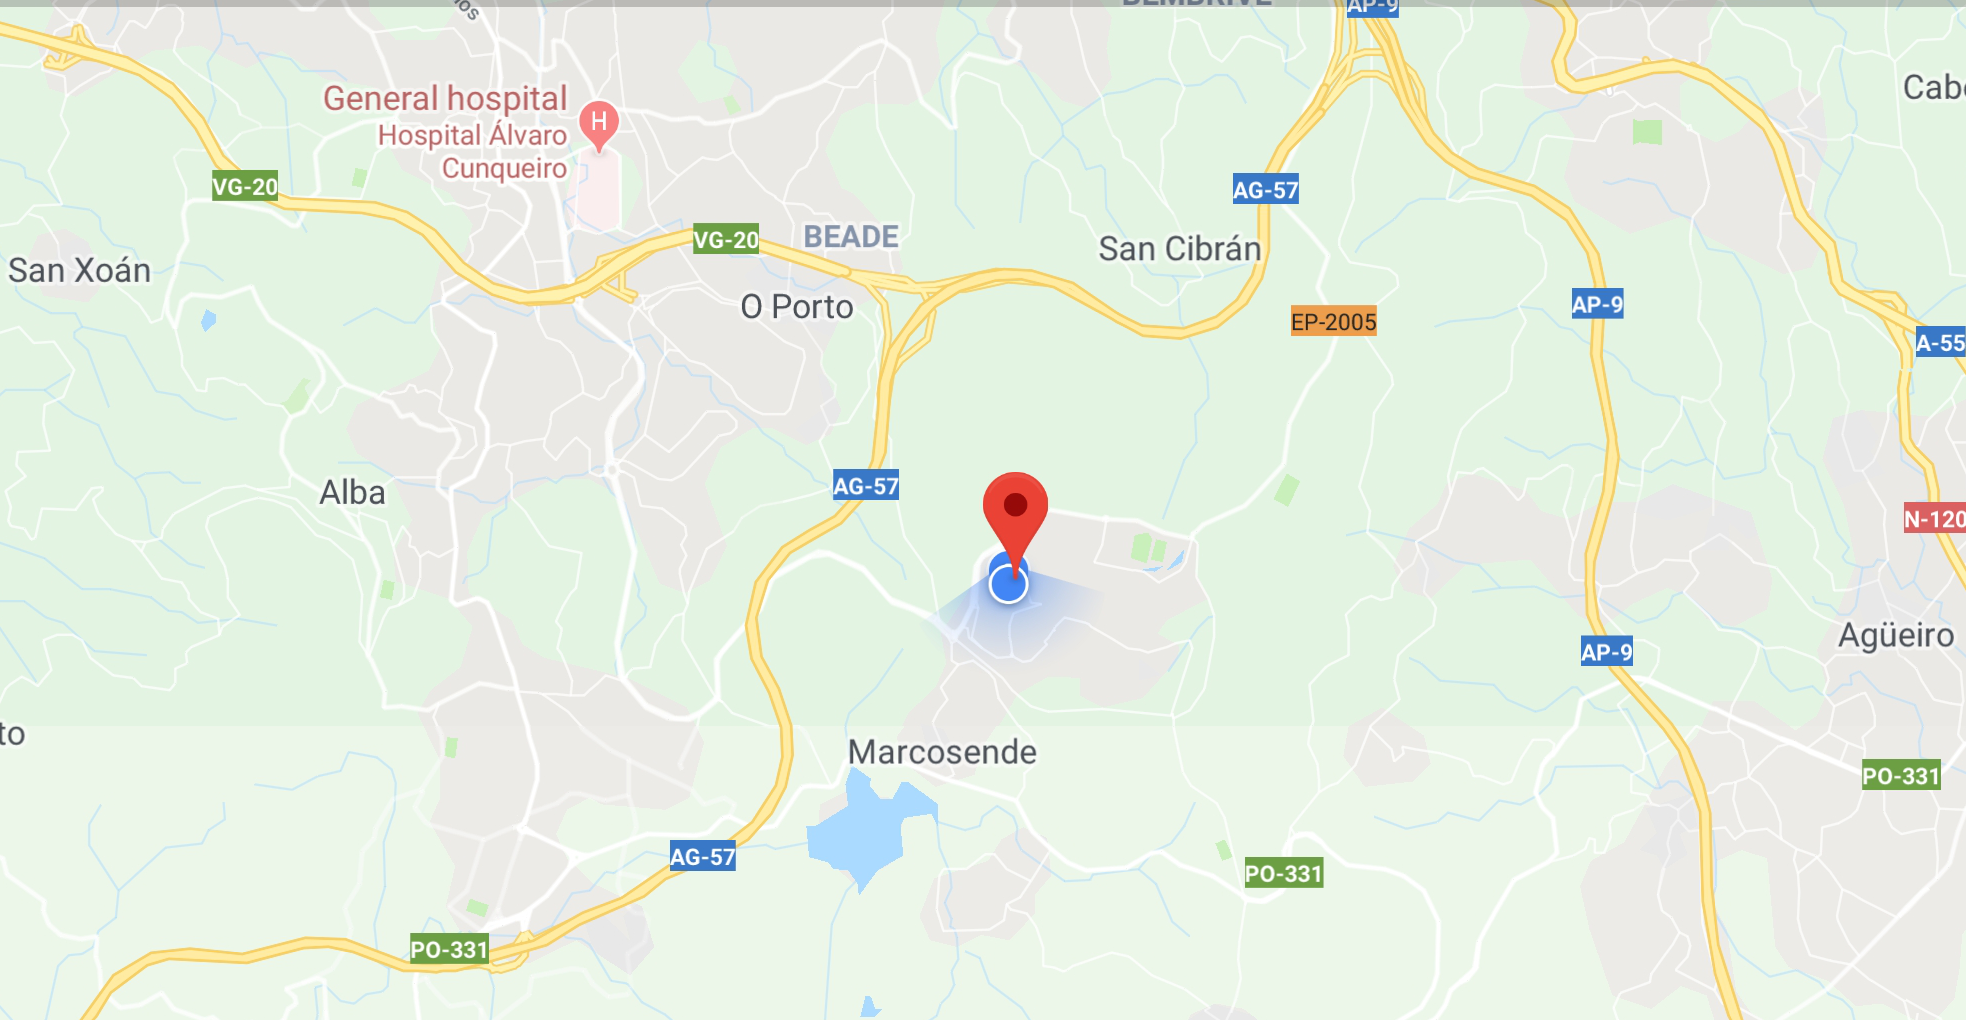 BEMBRIVE
AP-9
General hospital
Hospital Álvaro
Cunqueiro
H
VG-20
VG-20
BEADE
AG-57
San Cibrán
San Xoán
O Porto
EP-2005
AP-9
A-55
Alba
AG-57
N-120
Agüeiro
AP-9
to
Marcosende
PO-331
AG-57
PO-331
PO-331